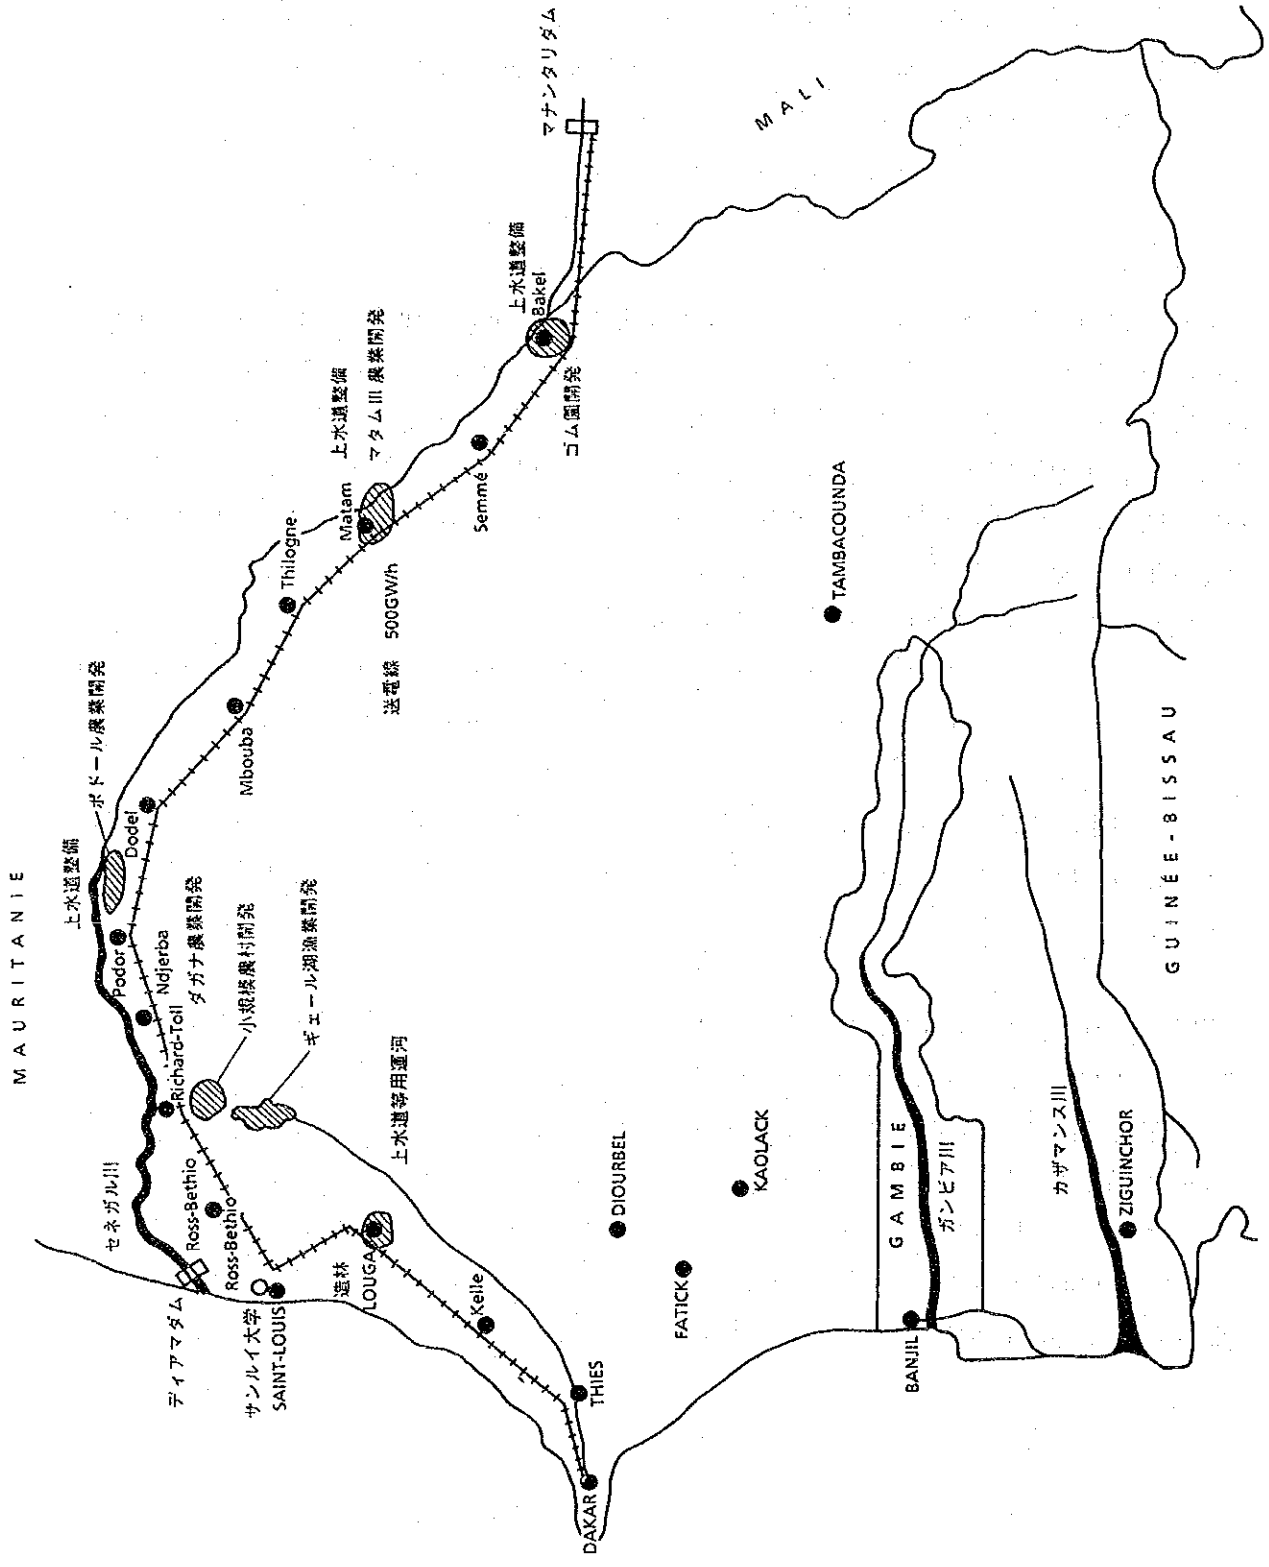 MAURITANIE
セネガル川
ディアマダム
Ross-Bethio
Ross-Bethio
サンルイ大学
SAINT-LOUIS
Richard-Toll
Ndjerba
Podor
上水道整備
ポドール農業開発
Dodel
ダガナ農業開発
小規模農村開発
ギェール湖漁業開発
上水道等用運河
造林
LOUGA
Kelle
THIES
DAKAR
Mbouba
Thilogne
送電線 500GW/h
Matam
上水道整備
マタムIII 農業開発
Semmé
上水道整備
Bakel
ゴム園開発
マナンタリダム
MALI
DIOURBEL
FATICK
KAOLACK
TAMBACOUNDA
GAMBIE
ガンビア川
BANJIL
カザマンス川
ZIGUINCHOR
GUINÉE-BISSAU